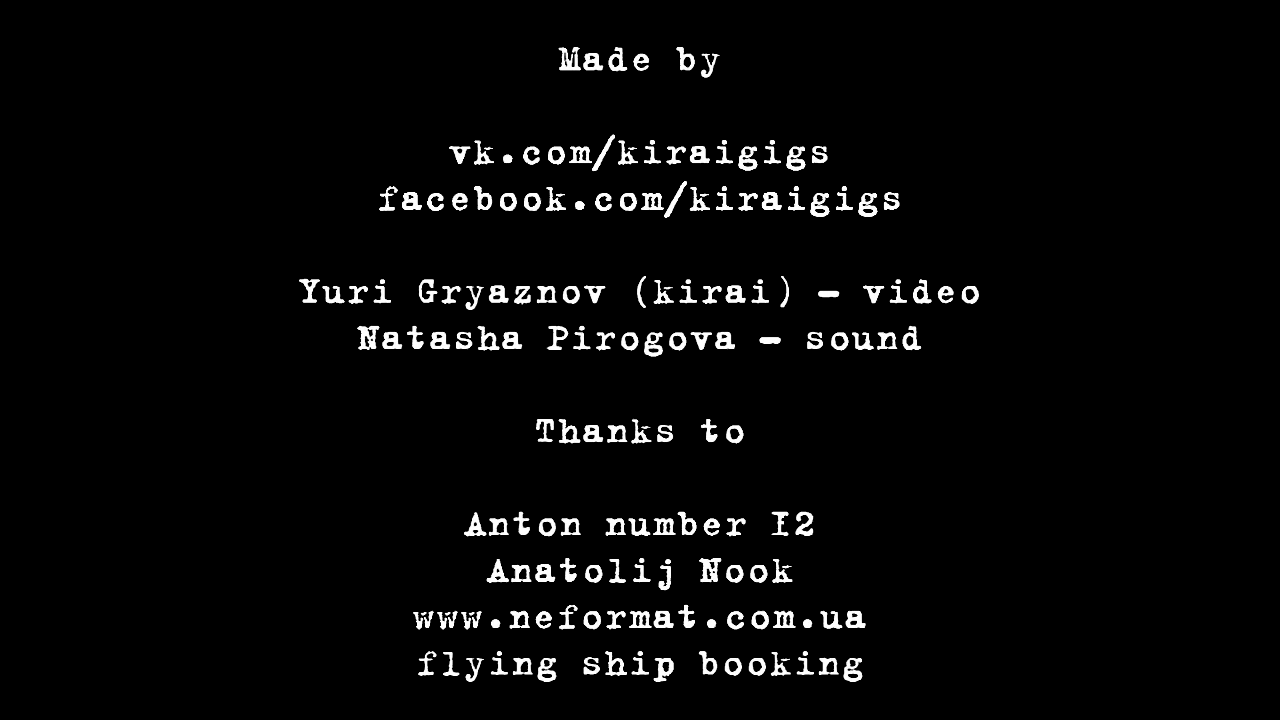 Made by
vk.com/kiraigigs
facebook.com/kiraigigs
Yuri Gryaznov (kirai) - video
Natasha Pirogova - sound
Thanks to
Anton number I2
Anatolij Nook
www.neformat.com.ua
flying ship booking